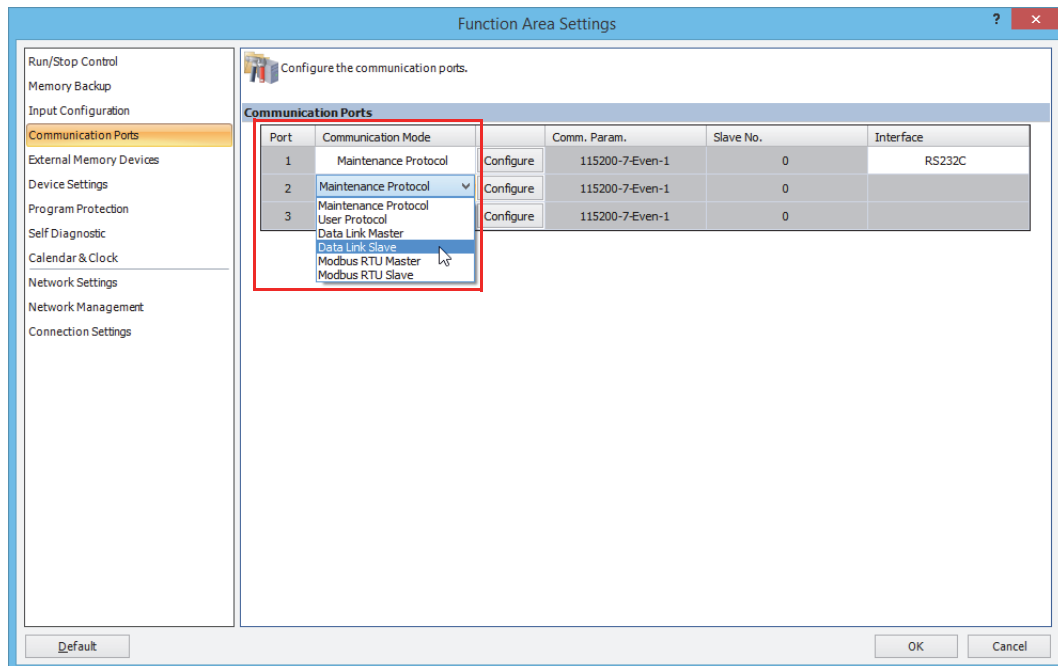 Function Area Settings
? ×
Run/Stop Control
Memory Backup
Input Configuration
Communication Ports
External Memory Devices
Device Settings
Program Protection
Self Diagnostic
Calendar & Clock
Network Settings
Network Management
Connection Settings
Configure the communication ports.
Communication Ports
Port Communication Mode Comm. Param. Slave No. Interface
1 Maintenance Protocol Configure 115200-7-Even-1 0 RS232C
2 Maintenance Protocol Configure 115200-7-Even-1 0
3 Configure 115200-7-Even-1 0
Maintenance Protocol
User Protocol
Data Link Master
Data Link Slave
Modbus RTU Master
Modbus RTU Slave
Default OK Cancel